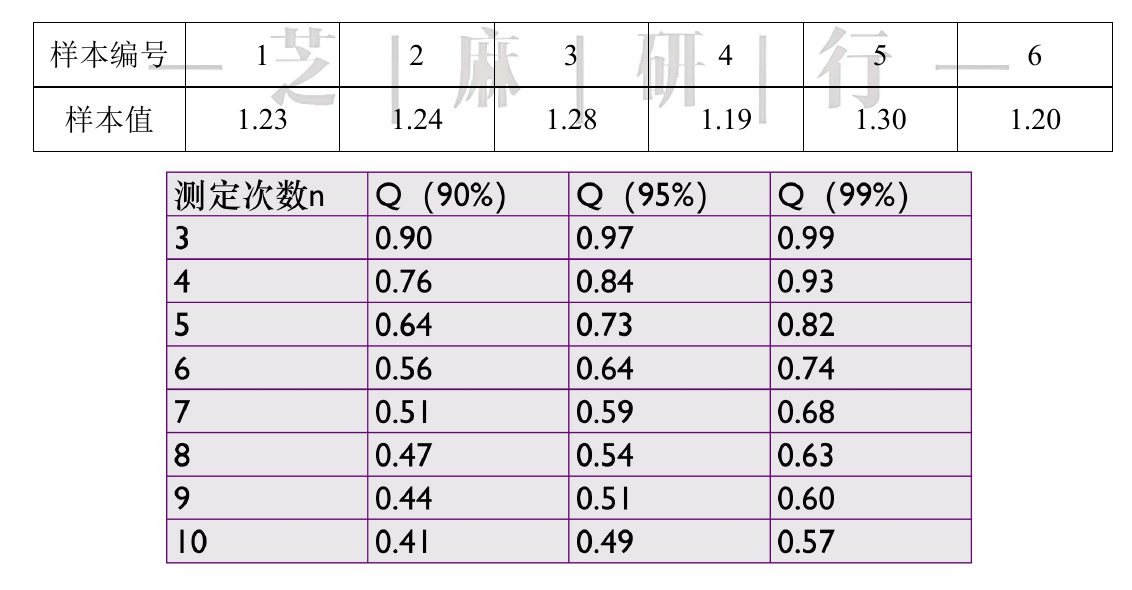 样本编号 1 2 3 4 5 6
样本值 1.23 1.24 1.28 1.19 1.30 1.20
芝 | 麻 | 研 | 行
测定次数n Q（90%） Q（95%） Q（99%）
3 0.90 0.97 0.99
4 0.76 0.84 0.93
5 0.64 0.73 0.82
6 0.56 0.64 0.74
7 0.51 0.59 0.68
8 0.47 0.54 0.63
9 0.44 0.51 0.60
10 0.41 0.49 0.57